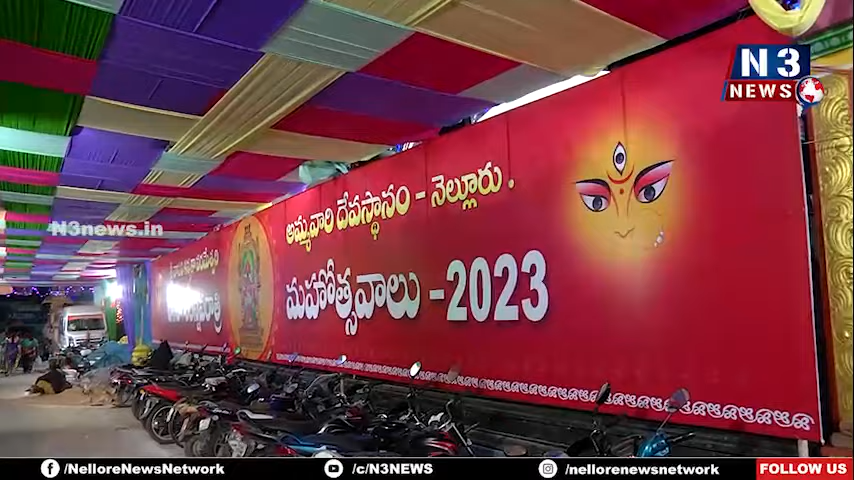 N3
NEWS
N3news.in
అమ్మవారి దేవస్థానం - నెల్లూరు.
మహోత్సవాలు - 2023
/NelloreNewsNetwork
/c/N3NEWS
/nellorenewsnetwork
FOLLOW US